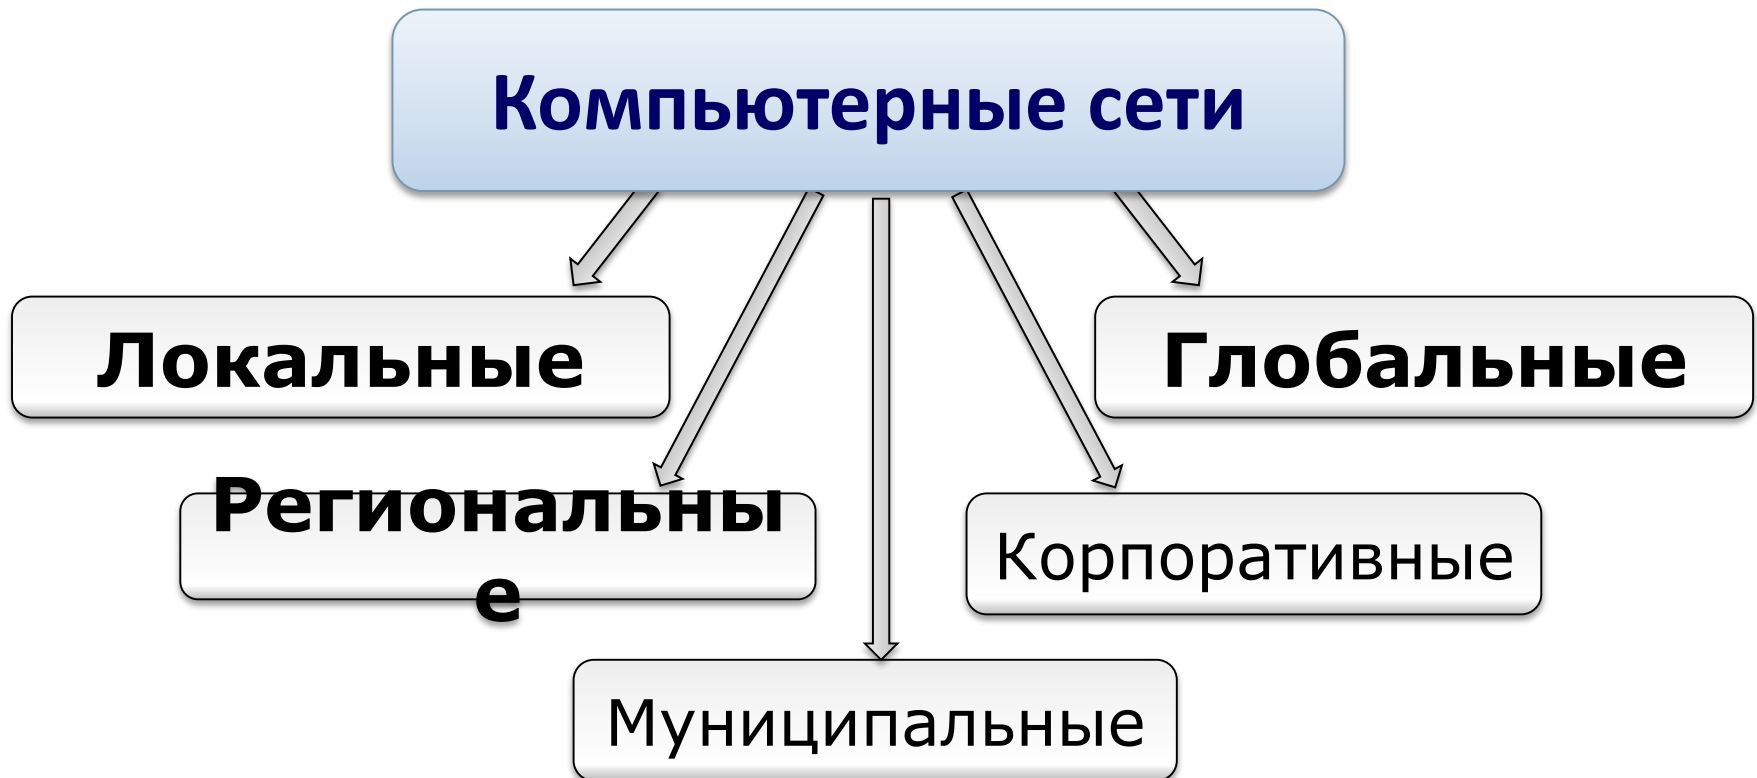 Компьютерные сети
Локальные
Глобальные
Региональны
е
Корпоративные
Муниципальные